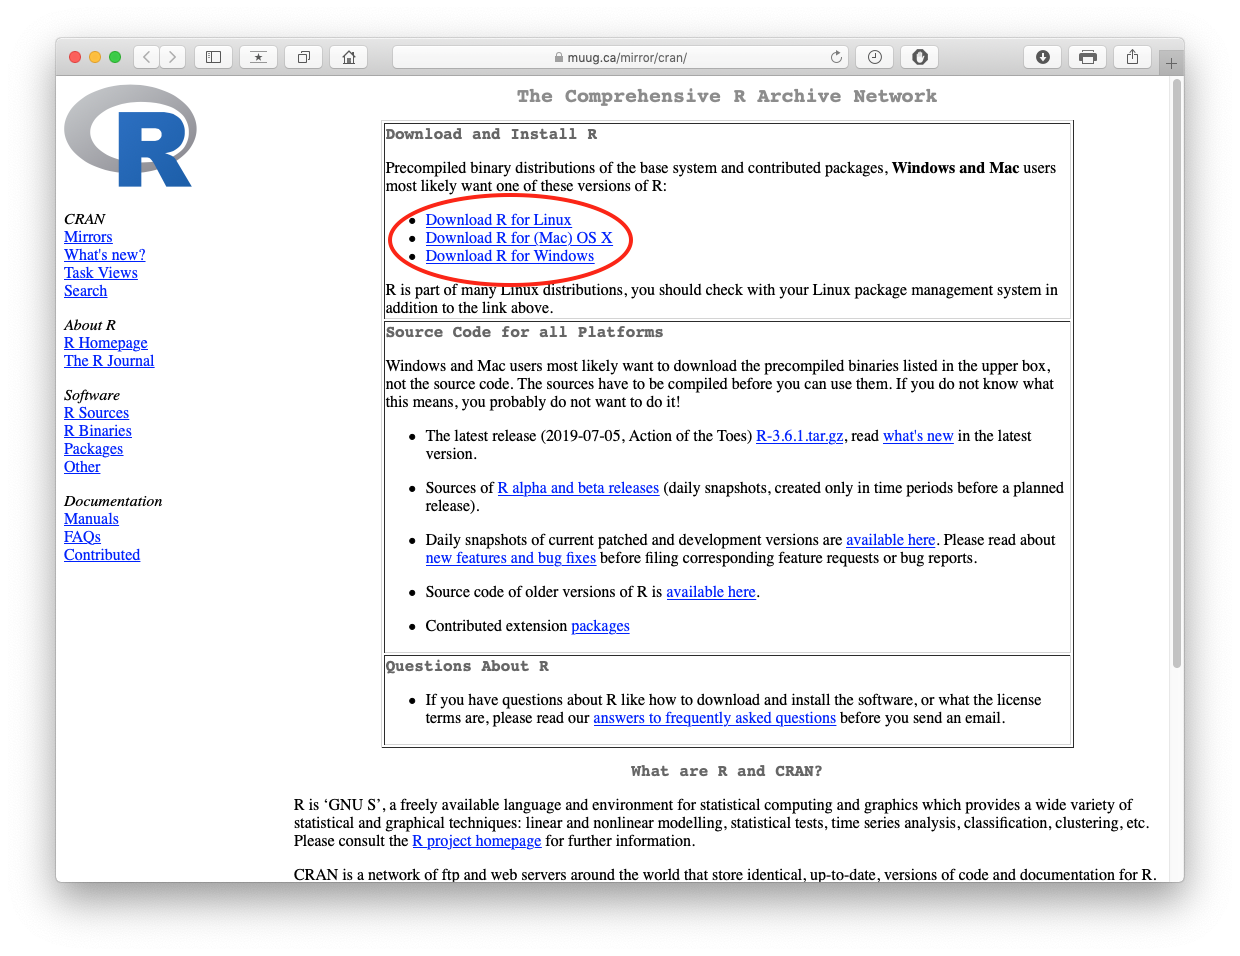 muug.ca/mirror/cran/
R
CRAN
Mirrors
What's new?
Task Views
Search
About R
R Homepage
The R Journal
Software
R Sources
R Binaries
Packages
Other
Documentation
Manuals
FAQs
Contributed
The Comprehensive R Archive Network
Download and Install R
Precompiled binary distributions of the base system and contributed packages, Windows and Mac users
most likely want one of these versions of R:
• Download R for Linux
• Download R for (Mac) OS X
• Download R for Windows
R is part of many Linux distributions, you should check with your Linux package management system in
addition to the link above.
Source Code for all Platforms
Windows and Mac users most likely want to download the precompiled binaries listed in the upper box,
not the source code. The sources have to be compiled before you can use them. If you do not know what
this means, you probably do not want to do it!
• The latest release (2019-07-05, Action of the Toes) R-3.6.1.tar.gz, read what's new in the latest
version.
• Sources of R alpha and beta releases (daily snapshots, created only in time periods before a planned
release).
• Daily snapshots of current patched and development versions are available here. Please read about
new features and bug fixes before filing corresponding feature requests or bug reports.
• Source code of older versions of R is available here.
• Contributed extension packages
Questions About R
• If you have questions about R like how to download and install the software, or what the license
terms are, please read our answers to frequently asked questions before you send an email.
What are R and CRAN?
R is ‘GNU S’, a freely available language and environment for statistical computing and graphics which provides a wide variety of
statistical and graphical techniques: linear and nonlinear modelling, statistical tests, time series analysis, classification, clustering, etc.
Please consult the R project homepage for further information.
CRAN is a network of ftp and web servers around the world that store identical, up-to-date, versions of code and documentation for R.